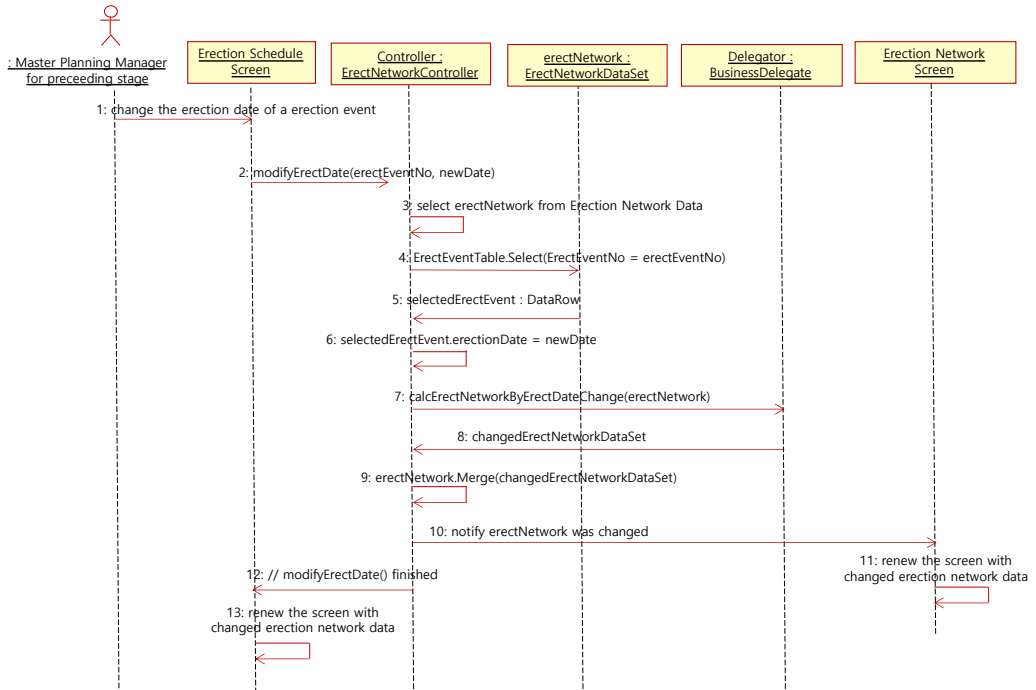 : Master Planning Manager
for preceeding stage
Erection Schedule
Screen
Controller :
ErectNetworkController
erectNetwork :
ErectNetworkDataSet
Delegator :
BusinessDelegate
Erection Network
Screen
1: change the erection date of a erection event
2: modifyErectDate(erectEventNo, newDate)
3: select erectNetwork from Erection Network Data
4: ErectEventTable.Select(ErectEventNo = erectEventNo)
5: selectedErectEvent : DataRow
6: selectedErectEvent.erectionDate = newDate
7: calcErectNetworkByErectDateChange(erectNetwork)
8: changedErectNetworkDataSet
9: erectNetwork.Merge(changedErectNetworkDataSet)
10: notify erectNetwork was changed
11: renew the screen with
changed erection network data
12: // modifyErectDate() finished
13: renew the screen with
changed erection network data